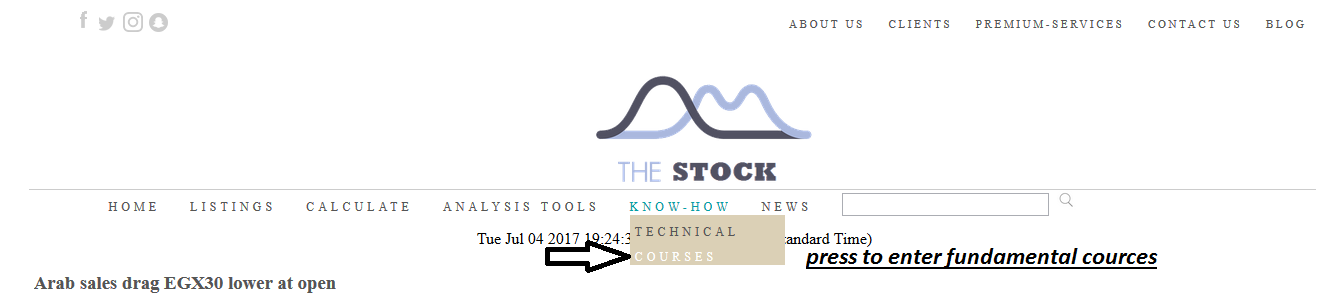 ABOUT US CLIENTS PREMIUM-SERVICES CONTACT US BLOG
THE STOCK
HOME LISTINGS CALCULATE ANALYSIS TOOLS KNOW-HOW NEWS
TECHNICAL
Tue Jul 04 2017 19:24:3 tandard Time)
COURSES
press to enter fundamental cources
Arab sales drag EGX30 lower at open